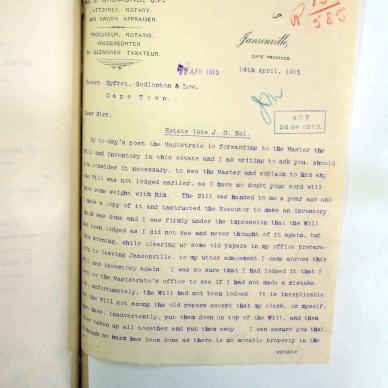 ATTORNEY, NOTARY,
AND SWORN APPRAISER.
PROCUREUR, NOTARIS,
VREDERECHTER
EN GEZWOREN TAXATEUR.
R 585
Jansenville,
CAPE PROVINCE.
APR 1915
14th April, 1915.
Messrs. Syfret, Godlonton & Low,
Cape Town.
ACT
24 OF 1913.
Dear Sirs,
Estate late J. G. Nel.
By to-day's post the Magistrate is forwarding to the Master the
Will and Inventory in this estate and I am writing to ask you, should
you consider it necessary, to see the Master and explain to him why
the Will was not lodged earlier, as I have no doubt your word will
have some weight with him. The Will was handed to me a year ago and
I made a copy of it and instructed the Executor to make an Inventory
which was done and I was firmly under the impression that the Will
had been lodged as I did not see and never thought of it again, but
this morning, while clearing up some old papers in my office prepara-
tory to leaving Jansenville, to my utter amazement I came across this
Will and inventory again. I was so sure that I had lodged it that I
to the Magistrate's office to see if I had not made a mistake.
unfortunately, the Will had not been lodged. It is inexplicable
the Will got among the old papers except that my clerk, or myself,
have, inadvertently, put them down on top of the Will, and then
taken up all together and put them away. I can assure you that,
no harm has been done as there is no movable property in the
estate